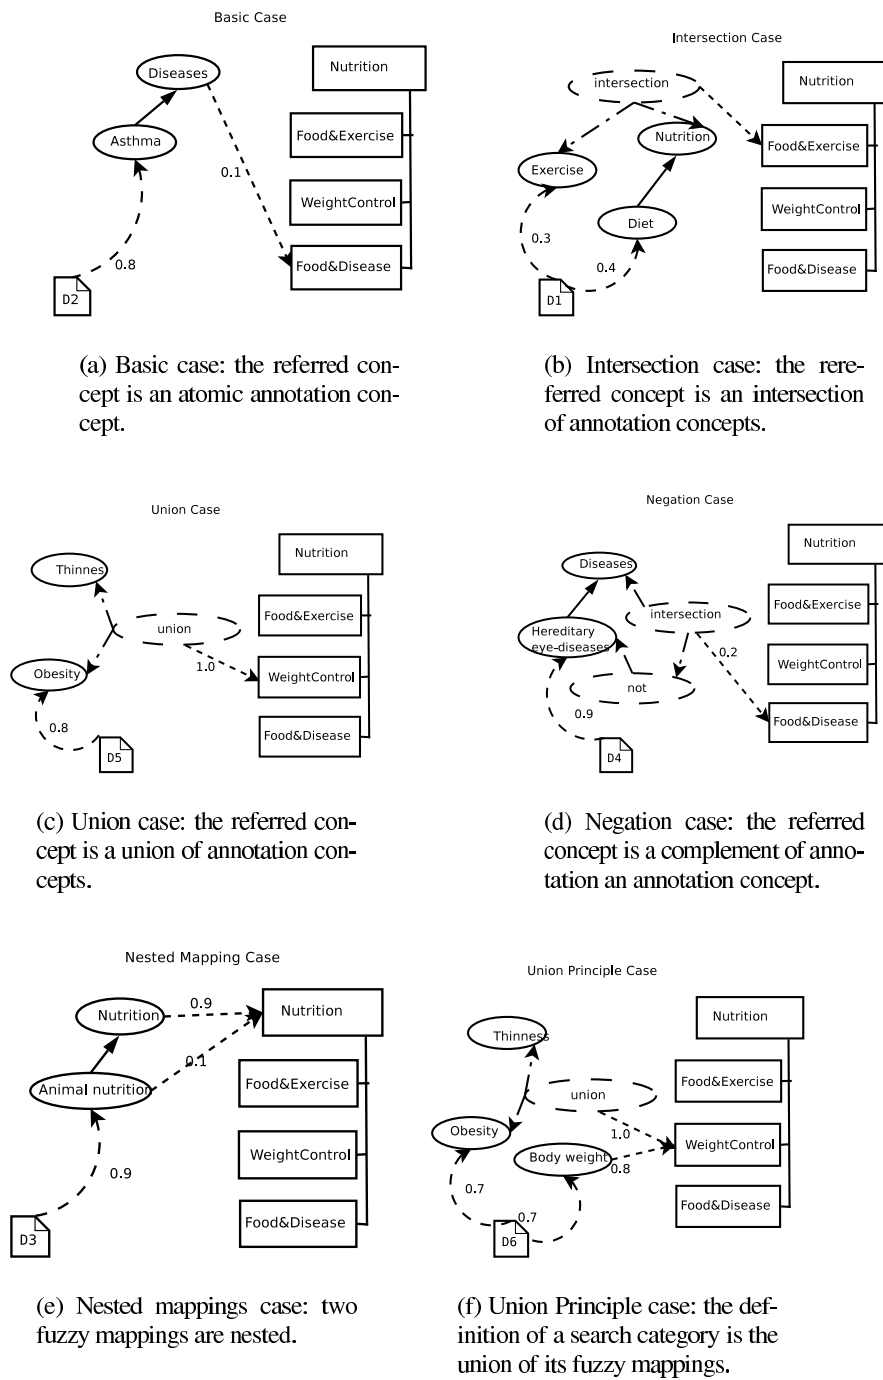 Basic Case
Diseases
Nutrition
Asthma
Food&Exercise
0.1
WeightControl
0.8
Food&Disease
D2
(a) Basic case: the referred con-
cept is an atomic annotation con-
cept.
Intersection Case
intersection
Nutrition
Nutrition
Food&Exercise
Exercise
Diet
WeightControl
0.3
0.4
Food&Disease
D1
(b) Intersection case: the rere-
ferred concept is an intersection
of annotation concepts.
Union Case
Nutrition
Thinnes
Food&Exercise
union
1.0
Obesity
WeightControl
0.8
Food&Disease
D5
(c) Union case: the referred con-
cept is a union of annotation con-
cepts.
Negation Case
Nutrition
Diseases
Food&Exercise
intersection
Hereditary
eye-diseases
0.2
WeightControl
not
0.9
Food&Disease
D4
(d) Negation case: the referred
concept is a complement of anno-
tation an annotation concept.
Nested Mapping Case
0.9
Nutrition
Nutrition
0.1
Animal nutrition
Food&Exercise
WeightControl
0.9
Food&Disease
D3
(e) Nested mappings case: two
fuzzy mappings are nested.
Union Principle Case
Nutrition
Thinness
Food&Exercise
union
Obesity
1.0
WeightControl
Body weight
0.8
0.7
Food&Disease
0.7
D6
(f) Union Principle case: the def-
inition of a search category is the
union of its fuzzy mappings.